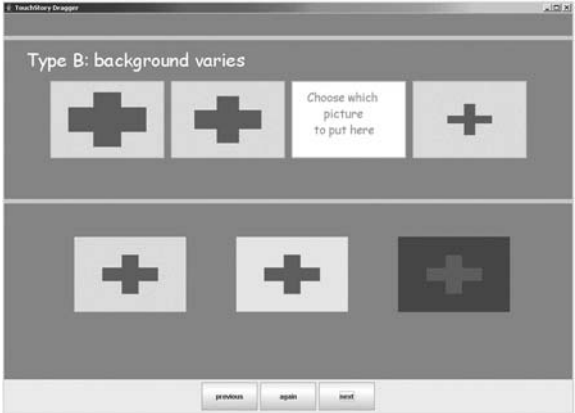 TouchStory Dragger
Type B: background varies
Choose which
picture
to put here
previous
again
next